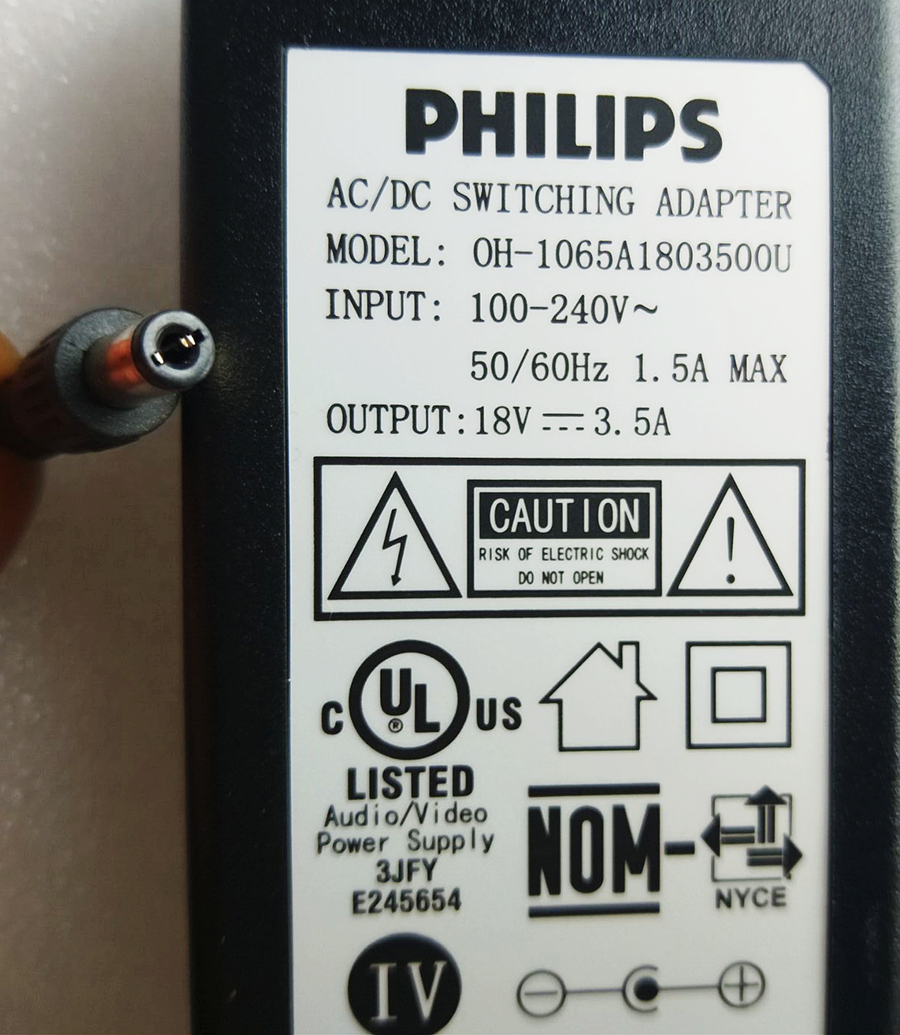 PHILIPS
AC/DC SWITCHING ADAPTER
MODEL: OH-1065A1803500U
INPUT: 100-240V~
50/60Hz 1.5A MAX
OUTPUT:18V⎓3.5A
CAUTION
RISK OF ELECTRIC SHOCK
DO NOT OPEN
C UL® US
LISTED
Audio/Video
Power Supply
3JFY
E245654
NOM-
NYCE
IV